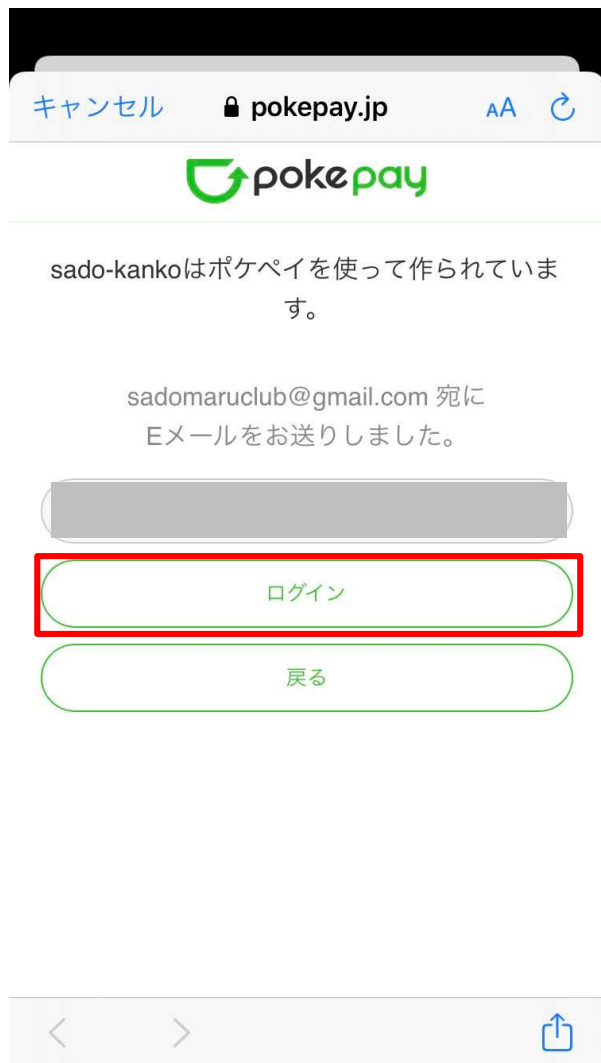 キャンセル pokepay.jp AA
pokepay
sado-kankoはポケペイを使って作られていま
す。
sadomaruclub@gmail.com 宛に
Eメールをお送りしました。
ログイン
戻る